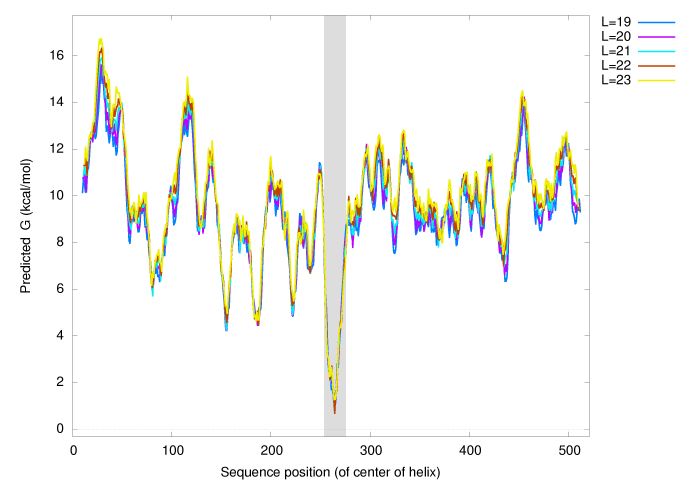 L=19
L=20
L=21
L=22
L=23
16
14
12
10
8
6
4
2
0
Predicted G (kcal/mol)
0 100 200 300 400 500
Sequence position (of center of helix)